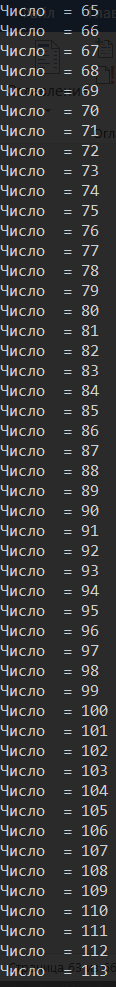 Число = 65
Число = 66
Число = 67
Число = 68
Число = 69
Число = 70
Число = 71
Число = 72
Число = 73
Число = 74
Число = 75
Число = 76
Число = 77
Число = 78
Число = 79
Число = 80
Число = 81
Число = 82
Число = 83
Число = 84
Число = 85
Число = 86
Число = 87
Число = 88
Число = 89
Число = 90
Число = 91
Число = 92
Число = 93
Число = 94
Число = 95
Число = 96
Число = 97
Число = 98
Число = 99
Число = 100
Число = 101
Число = 102
Число = 103
Число = 104
Число = 105
Число = 106
Число = 107
Число = 108
Число = 109
Число = 110
Число = 111
Число = 112
Число = 113